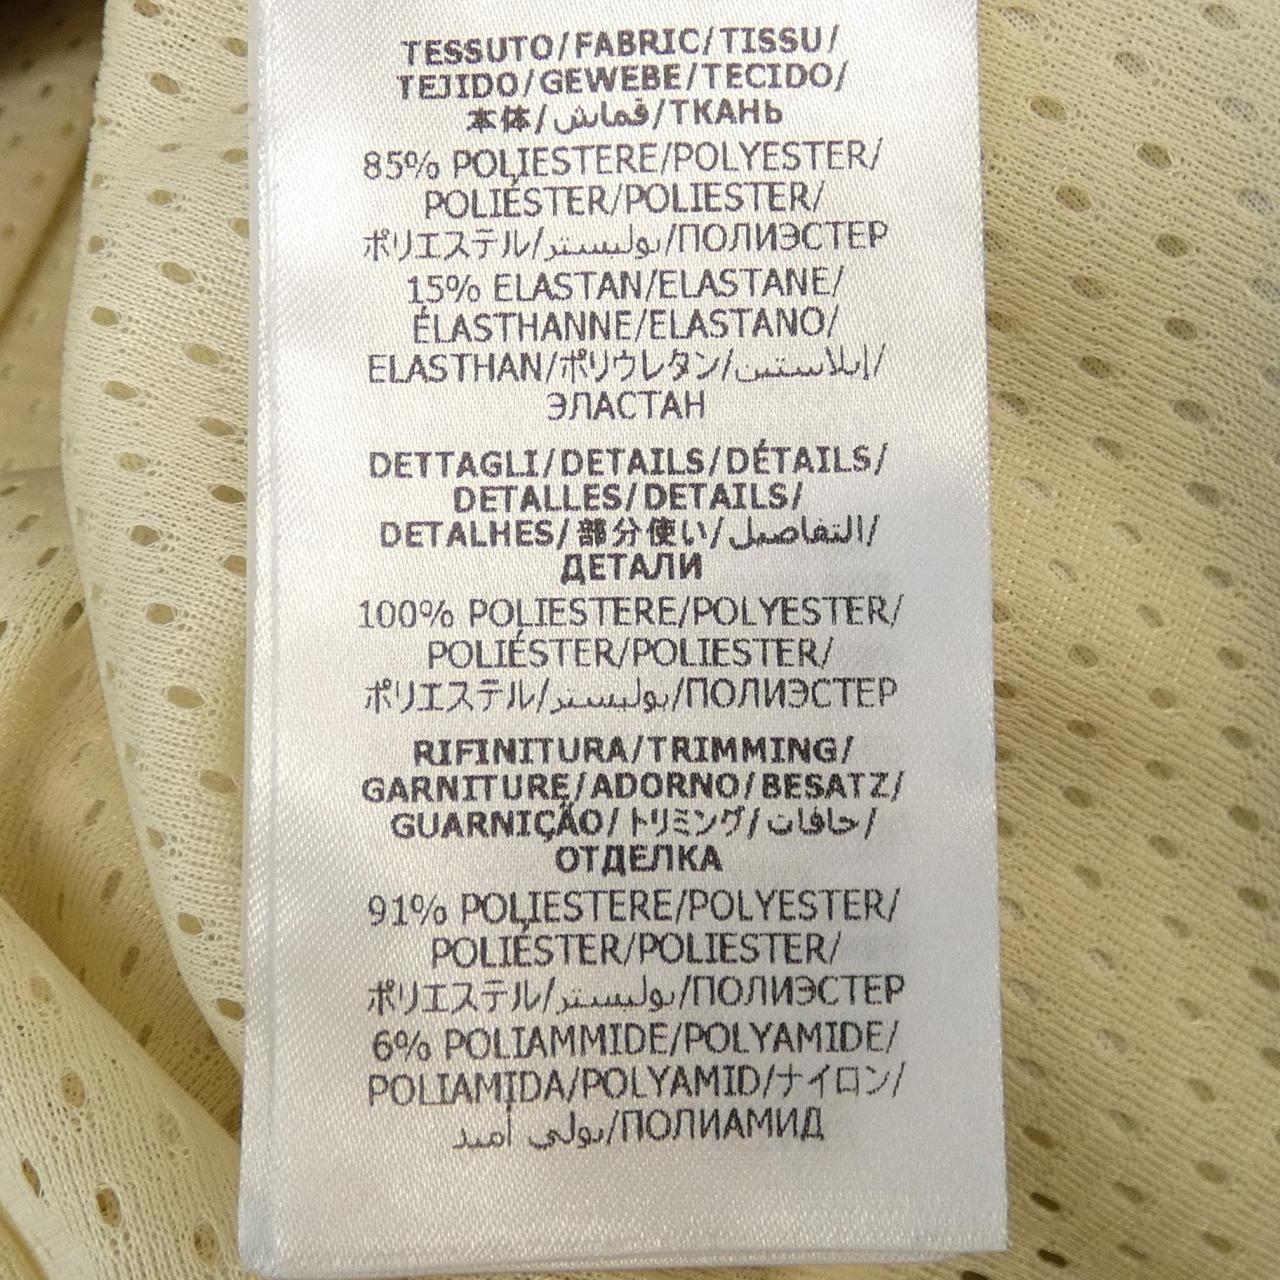 TESSUTO/FABRIC/TISSU/
TEJIDO/GEWEBE/TECIDO/
本体/قماش/ТКАНЬ
85% POLIESTERE/POLYESTER/
POLIÉSTER/POLIESTER/
ポリエステル/بوليستر/ПОЛИЭСТЕР
15% ELASTAN/ELASTANE/
ÉLASTHANNE/ELASTANO/
ELASTHAN/ポリウレタン/إيلاستين/
ЭЛАСТАН
DETTAGLI/DETAILS/DÉTAILS/
DETALLES/DETAILS/
DETALHES/部分使い/التفاصيل/
ДЕТАЛИ
100% POLIESTERE/POLYESTER/
POLIÉSTER/POLIESTER/
ポリエステル/بوليستر/ПОЛИЭСТЕР
RIFINITURA/TRIMMING/
GARNITURE/ADORNO/BESATZ/
GUARNIÇÃO/トリミング/حافات/
ОТДЕЛКА
91% POLIESTERE/POLYESTER/
POLIÉSTER/POLIESTER/
ポリエステル/بوليستر/ПОЛИЭСТЕР
6% POLIAMMIDE/POLYAMIDE/
POLIAMIDA/POLYAMID/ナイロン/
بولي أميد/ПОЛИАМИД